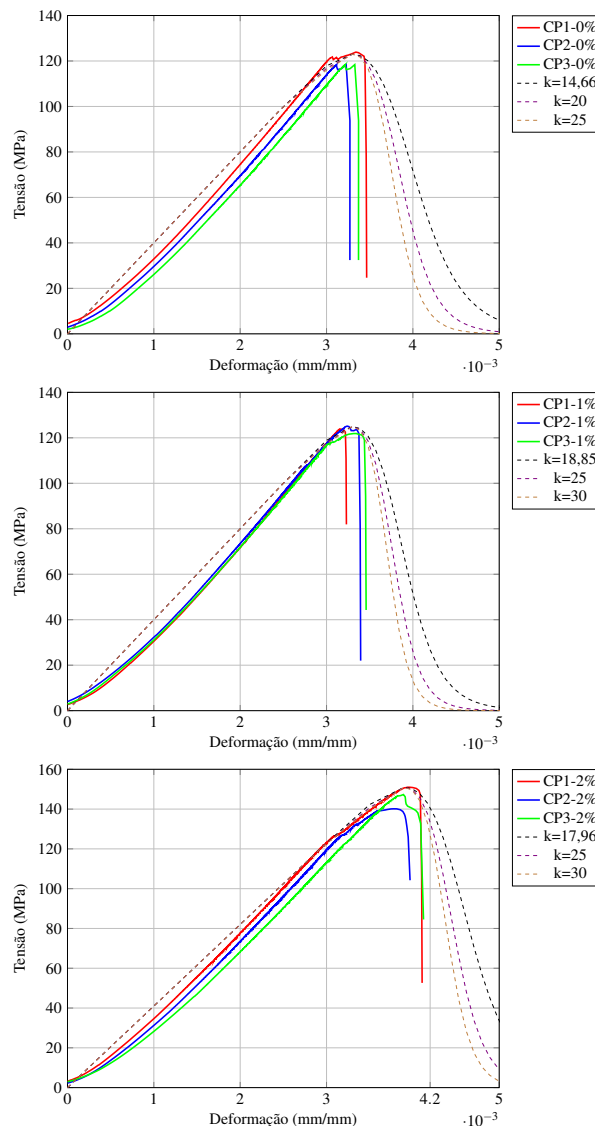 140
120
100
80
60
40
20
0
Tensão (MPa)
0
1
2
3
4
5
Deformação (mm/mm)
·10⁻³
CP1-0%
CP2-0%
CP3-0%
k=14,66
k=20
k=25
140
120
100
80
60
40
20
0
Tensão (MPa)
0
1
2
3
4
5
Deformação (mm/mm)
·10⁻³
CP1-1%
CP2-1%
CP3-1%
k=18,85
k=25
k=30
160
140
120
100
80
60
40
20
0
Tensão (MPa)
0
1
2
3
4.2
5
Deformação (mm/mm)
·10⁻³
CP1-2%
CP2-2%
CP3-2%
k=17,96
k=25
k=30